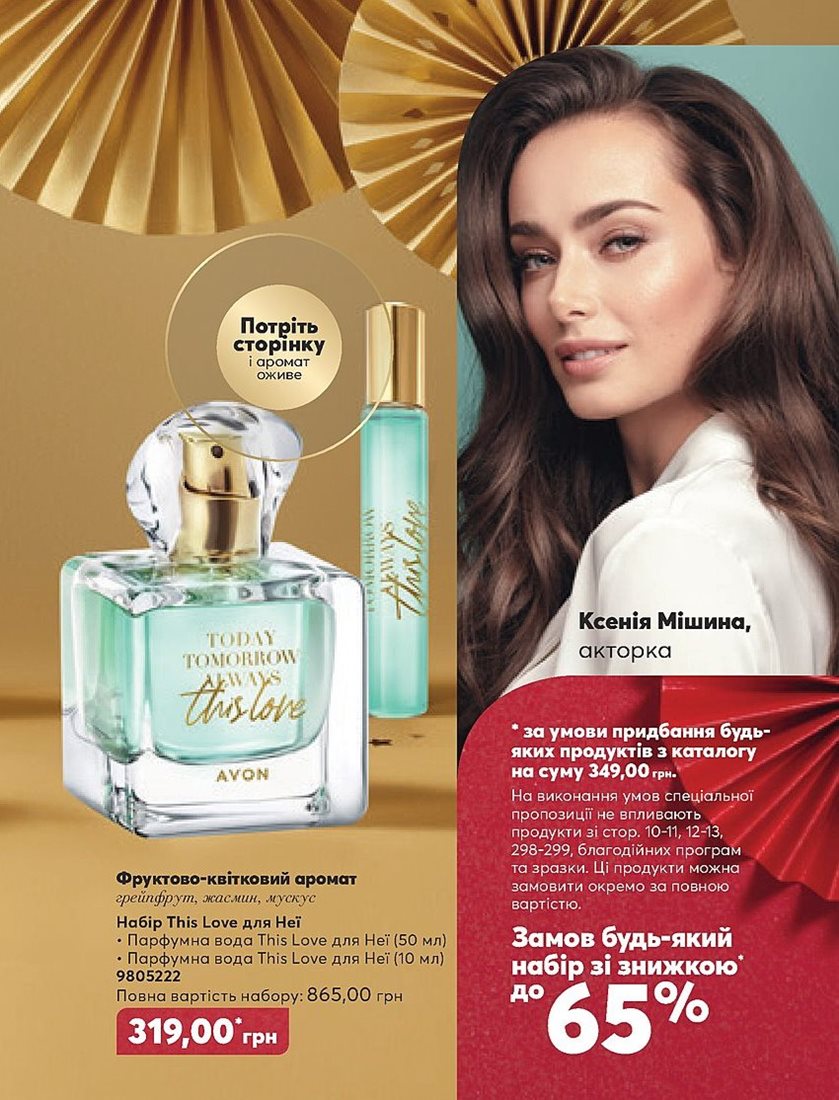 Потріть
сторінку
і аромат
оживе
TOMORROW
ALWAYS
this love
TODAY
TOMORROW
ALWAYS
this love
AVON
Фруктово-квітковий аромат
грейпфрут, жасмин, мускус
Набір This Love для Неї
• Парфумна вода This Love для Неї (50 мл)
• Парфумна вода This Love для Неї (10 мл)
9805222
Повна вартість набору: 865,00 грн
319,00* грн
Ксенія Мішина,
акторка
* за умови придбання будь-
яких продуктів з каталогу
на суму 349,00 грн.
На виконання умов спеціальної
пропозиції не впливають
продукти зі стор. 10-11, 12-13,
298-299, благодійних програм
та зразки. Ці продукти можна
замовити окремо за повною
вартістю.
Замов будь-який
набір зі знижкою*
до 65%